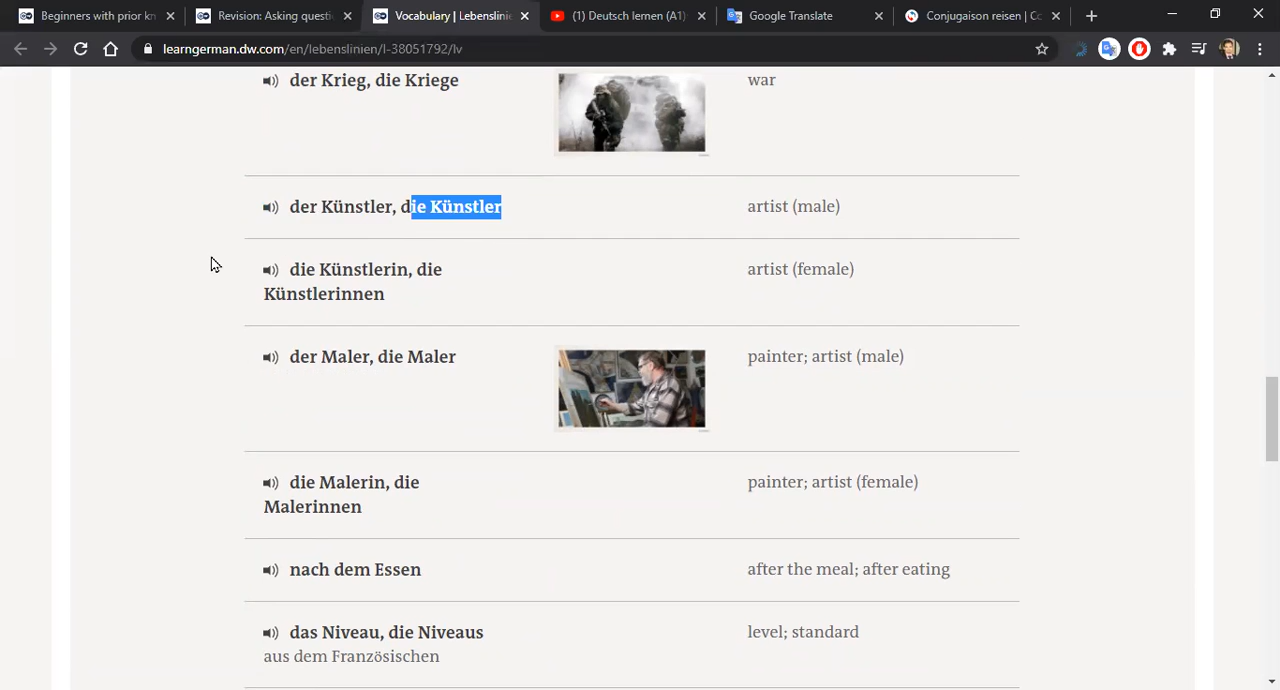 Beginners with prior kn
Revision: Asking questi
Vocabulary | Lebenslini
(1) Deutsch lernen (A1)
Google Translate
Conjugaison reisen | Co
learngerman.dw.com/en/lebenslinien/l-38051792/lv
der Krieg, die Kriege
war
der Künstler, die Künstler
artist (male)
die Künstlerin, die
Künstlerinnen
artist (female)
der Maler, die Maler
painter; artist (male)
die Malerin, die
Malerinnen
painter; artist (female)
nach dem Essen
after the meal; after eating
das Niveau, die Niveaus
aus dem Französischen
level; standard